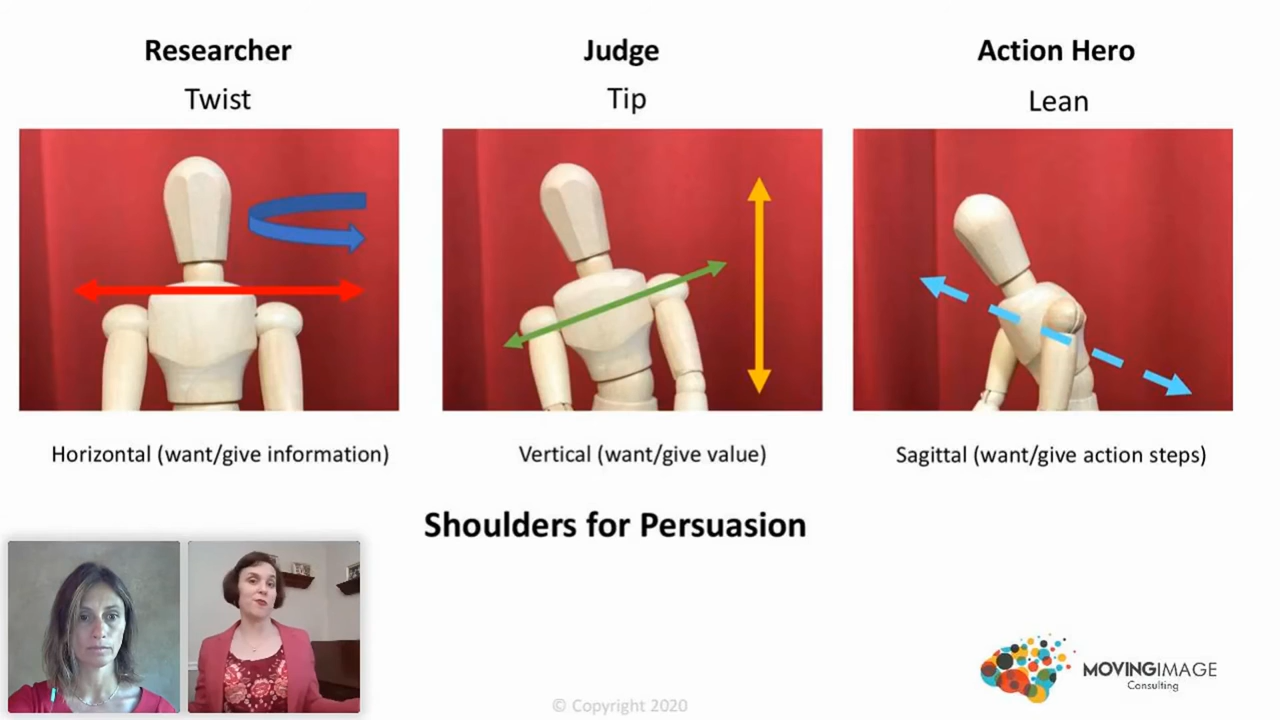 Researcher
Judge
Action Hero
Twist
Tip
Lean
Horizontal (want/give information)
Vertical (want/give value)
Sagittal (want/give action steps)
Shoulders for Persuasion
MOVINGIMAGE
Consulting
© Copyright 2020